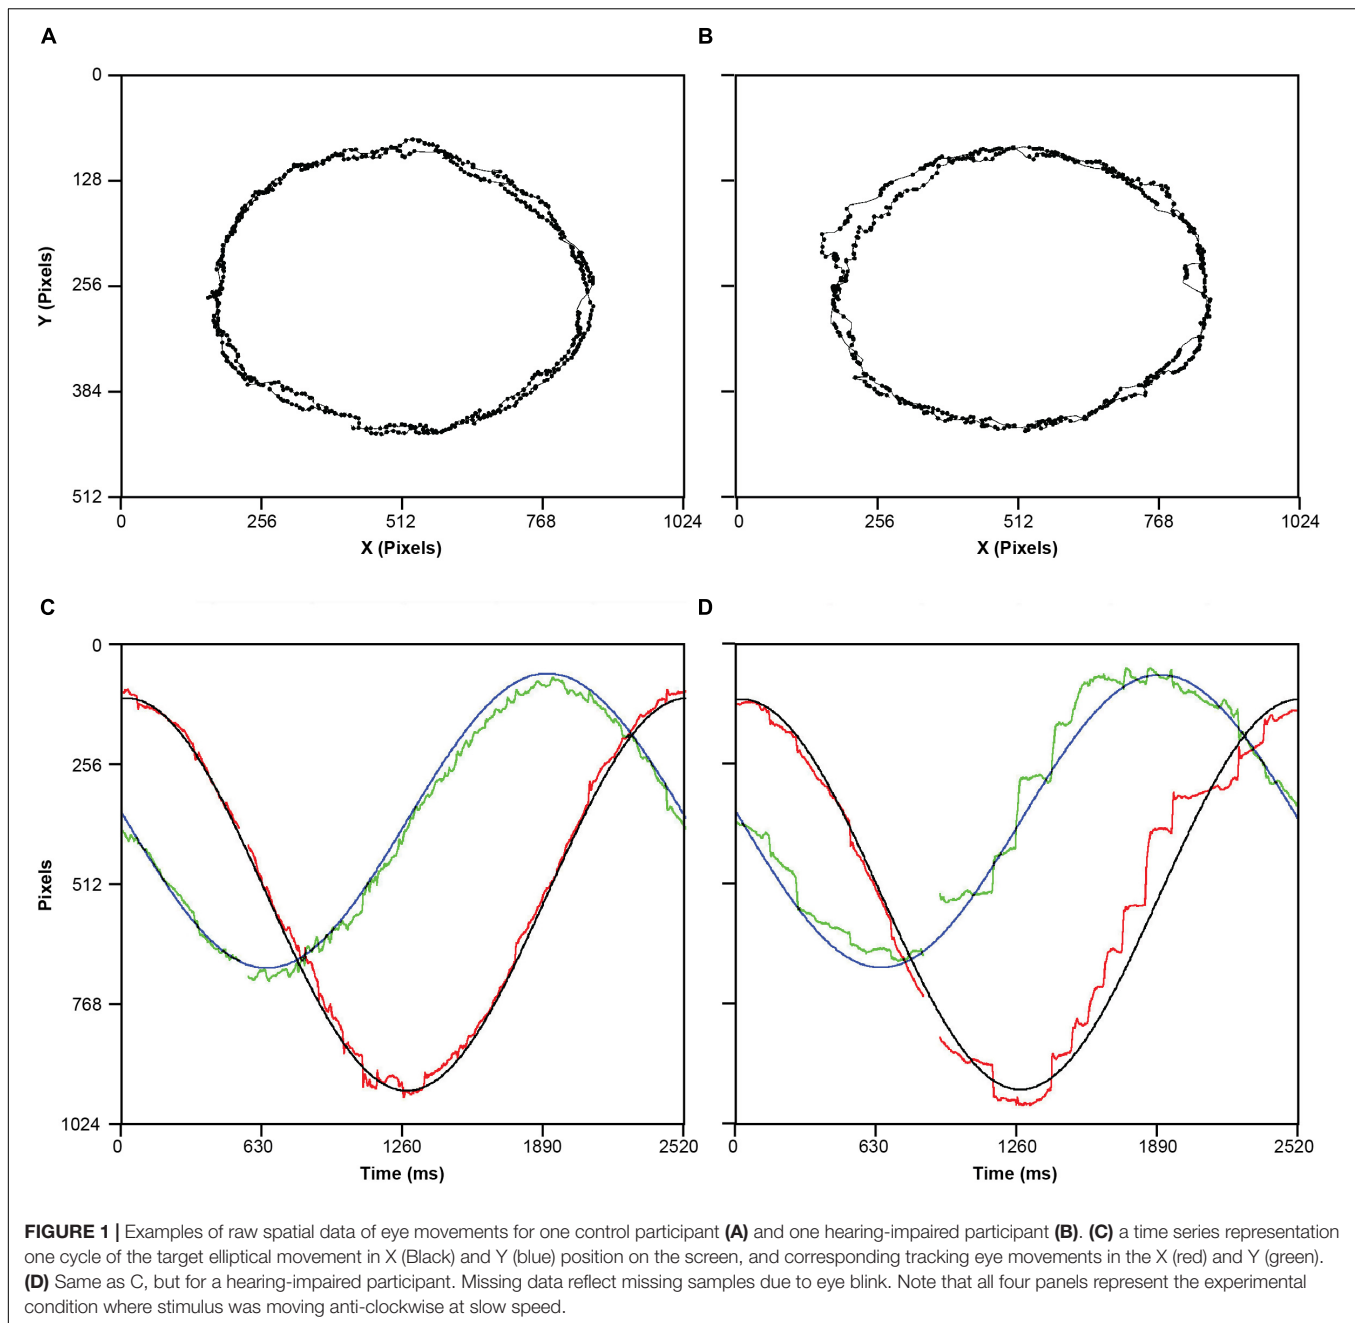 A
B
0
128
256
384
512
Y (Pixels)
0
256
512
768
1024
X (Pixels)
0
256
512
768
1024
X (Pixels)
C
D
0
256
512
768
1024
Pixels
0
630
1260
1890
2520
Time (ms)
0
630
1260
1890
2520
Time (ms)
FIGURE 1 | Examples of raw spatial data of eye movements for one control participant (A) and one hearing-impaired participant (B). (C) a time series representation
one cycle of the target elliptical movement in X (Black) and Y (blue) position on the screen, and corresponding tracking eye movements in the X (red) and Y (green).
(D) Same as C, but for a hearing-impaired participant. Missing data reflect missing samples due to eye blink. Note that all four panels represent the experimental
condition where stimulus was moving anti-clockwise at slow speed.